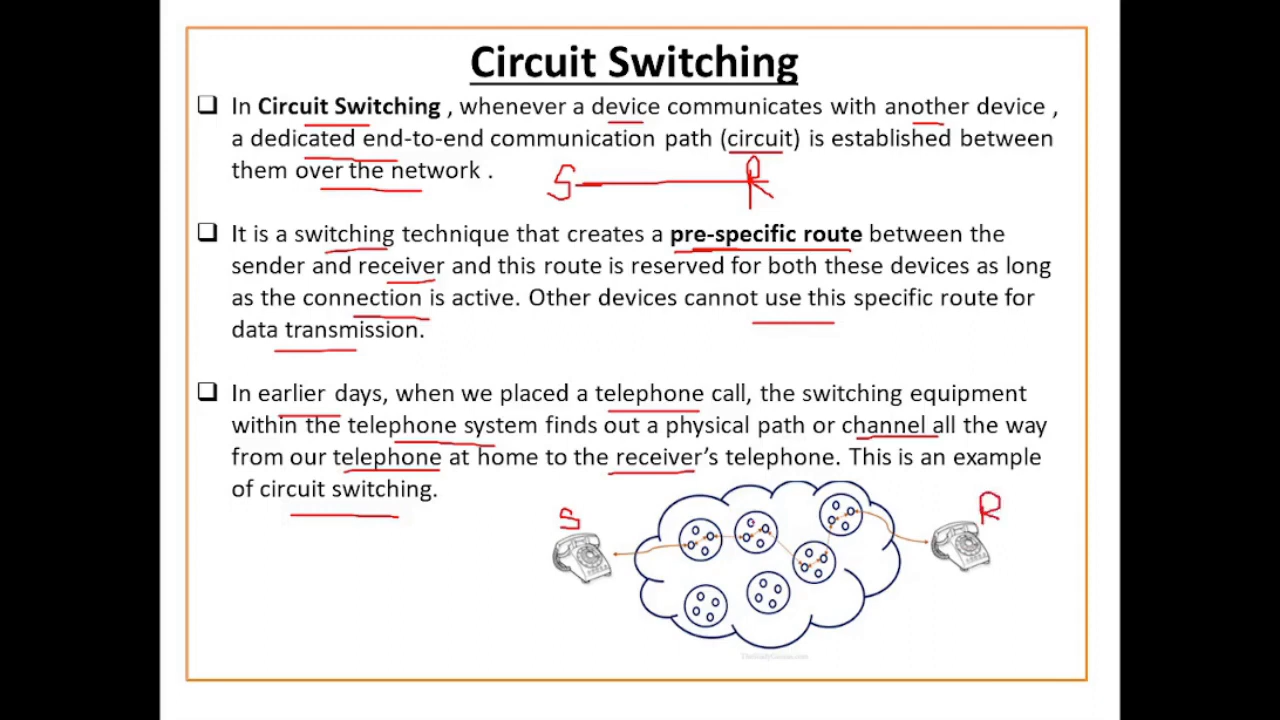 Circuit Switching
❑ In Circuit Switching , whenever a device communicates with another device ,
a dedicated end-to-end communication path (circuit) is established between
them over the network .
S R
❑ It is a switching technique that creates a pre-specific route between the
sender and receiver and this route is reserved for both these devices as long
as the connection is active. Other devices cannot use this specific route for
data transmission.
❑ In earlier days, when we placed a telephone call, the switching equipment
within the telephone system finds out a physical path or channel all the way
from our telephone at home to the receiver’s telephone. This is an example
of circuit switching.
S R